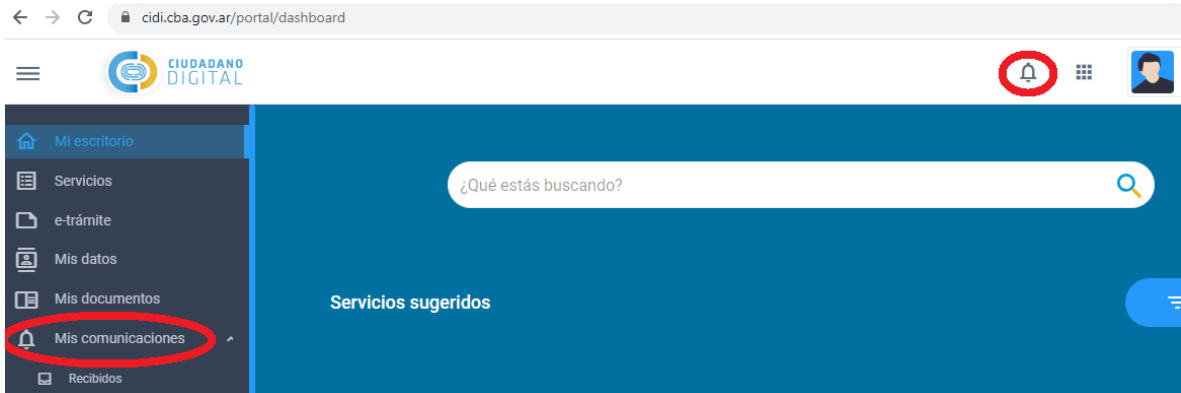 cidi.cba.gov.ar/portal/dashboard
CIUDADANO
DIGITAL
Mi escritorio
¿Qué estás buscando?
Servicios
e-trámite
Mis datos
Mis documentos
Servicios sugeridos
Mis comunicaciones
Recibidos